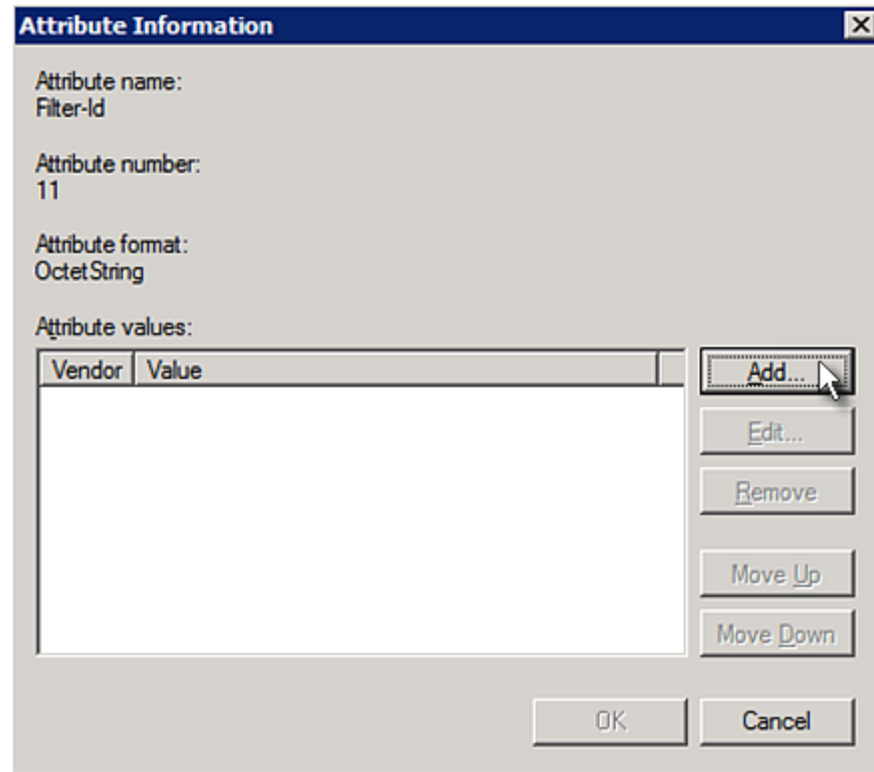 Attribute Information
Attribute name:
Filter-Id
Attribute number:
11
Attribute format:
OctetString
Attribute values:
Vendor Value
Add...
Edit...
Remove
Move Up
Move Down
OK Cancel